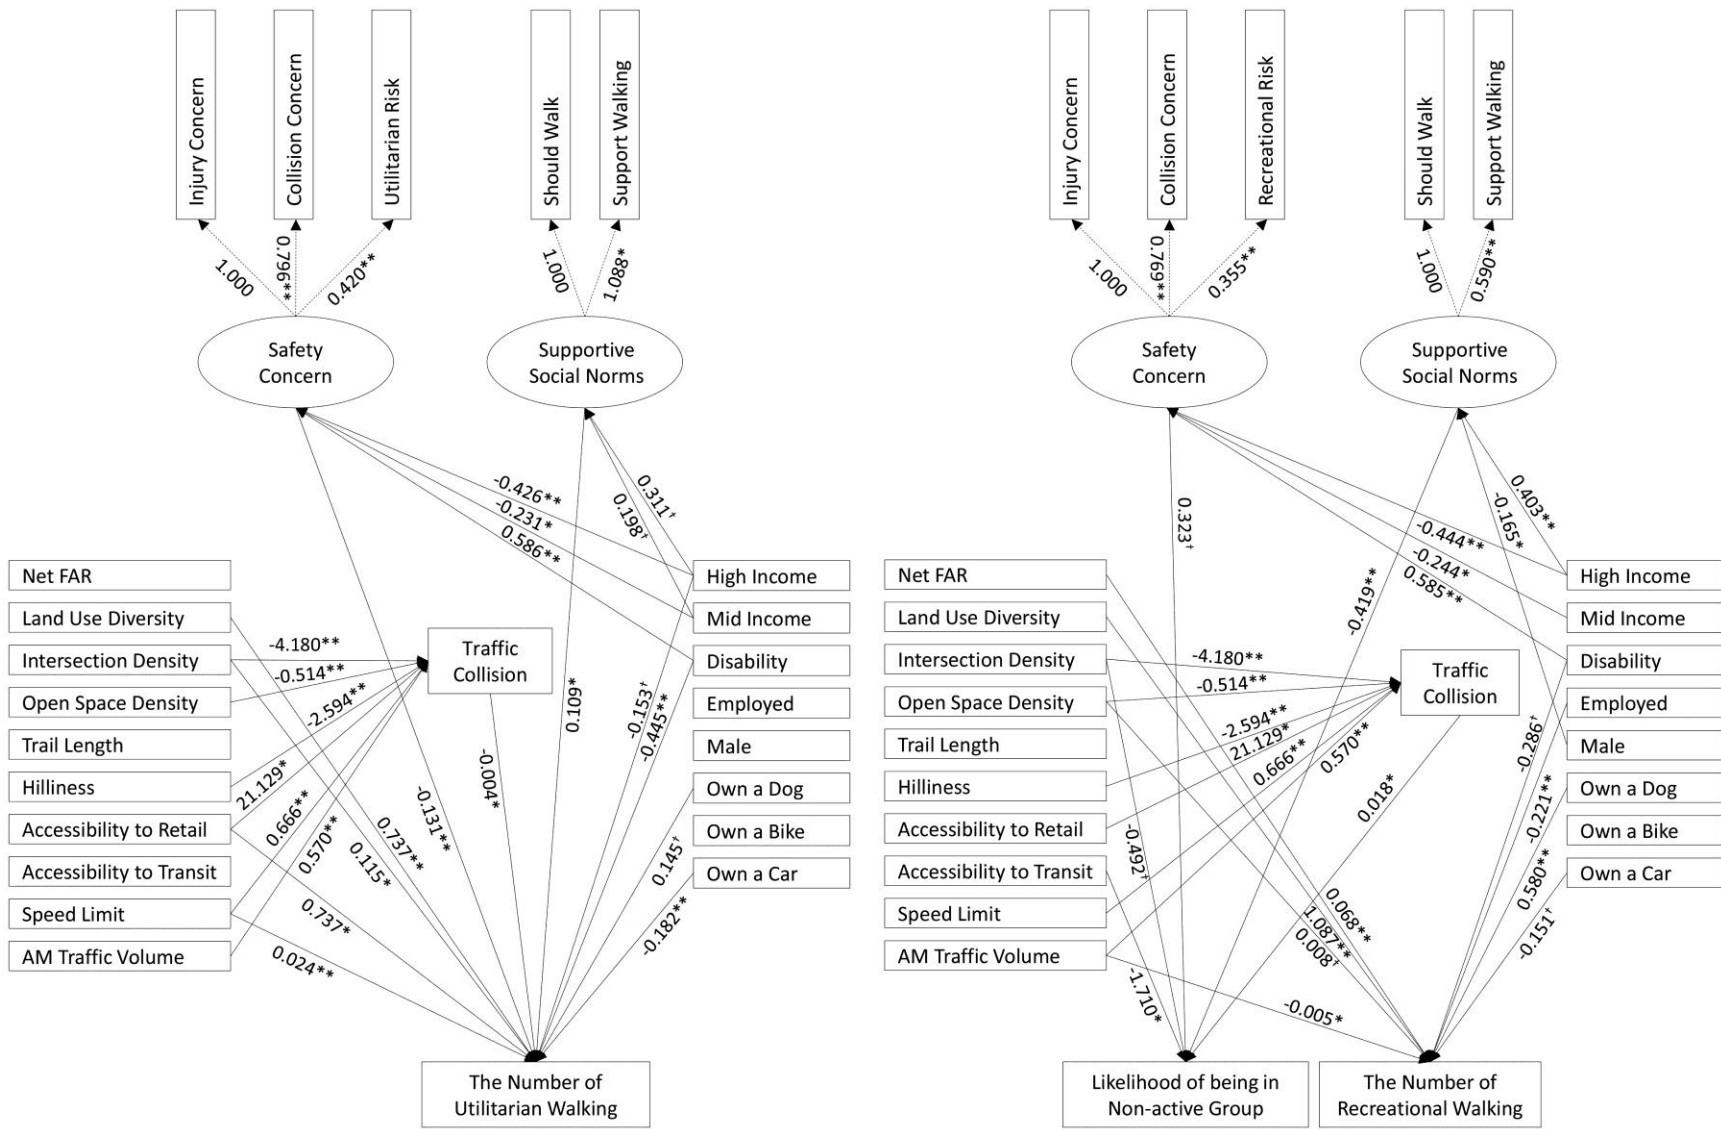 Injury Concern
Collision Concern
Utilitarian Risk
Should Walk
Support Walking
1.000
0.796**
0.420**
1.000
1.088*
Safety
Concern
Supportive
Social Norms
-0.426**
-0.231*
0.586**
0.311†
0.198†
Net FAR
Land Use Diversity
Intersection Density
Open Space Density
Trail Length
Hilliness
Accessibility to Retail
Accessibility to Transit
Speed Limit
AM Traffic Volume
-4.180**
-0.514**
-2.594**
21.129*
0.666**
0.570**
Traffic
Collision
High Income
Mid Income
Disability
Employed
Male
Own a Dog
Own a Bike
Own a Car
0.109*
-0.153†
-0.445**
-0.004*
-0.131**
0.737**
0.115*
0.737*
0.024**
0.145†
-0.182**
The Number of
Utilitarian Walking
Injury Concern
Collision Concern
Recreational Risk
Should Walk
Support Walking
1.000
0.769**
0.355**
1.000
0.590**
Safety
Concern
Supportive
Social Norms
0.323†
-0.419**
-0.444**
-0.244*
0.585**
0.403**
-0.165*
Net FAR
Land Use Diversity
Intersection Density
Open Space Density
Trail Length
Hilliness
Accessibility to Retail
Accessibility to Transit
Speed Limit
AM Traffic Volume
-4.180**
-0.514**
-2.594**
21.129*
0.666**
0.570**
Traffic
Collision
High Income
Mid Income
Disability
Employed
Male
Own a Dog
Own a Bike
Own a Car
0.018*
-0.492†
-1.710*
0.068**
1.087**
0.008†
-0.005*
-0.286†
-0.221**
0.580**
-0.151†
Likelihood of being in
Non-active Group
The Number of
Recreational Walking